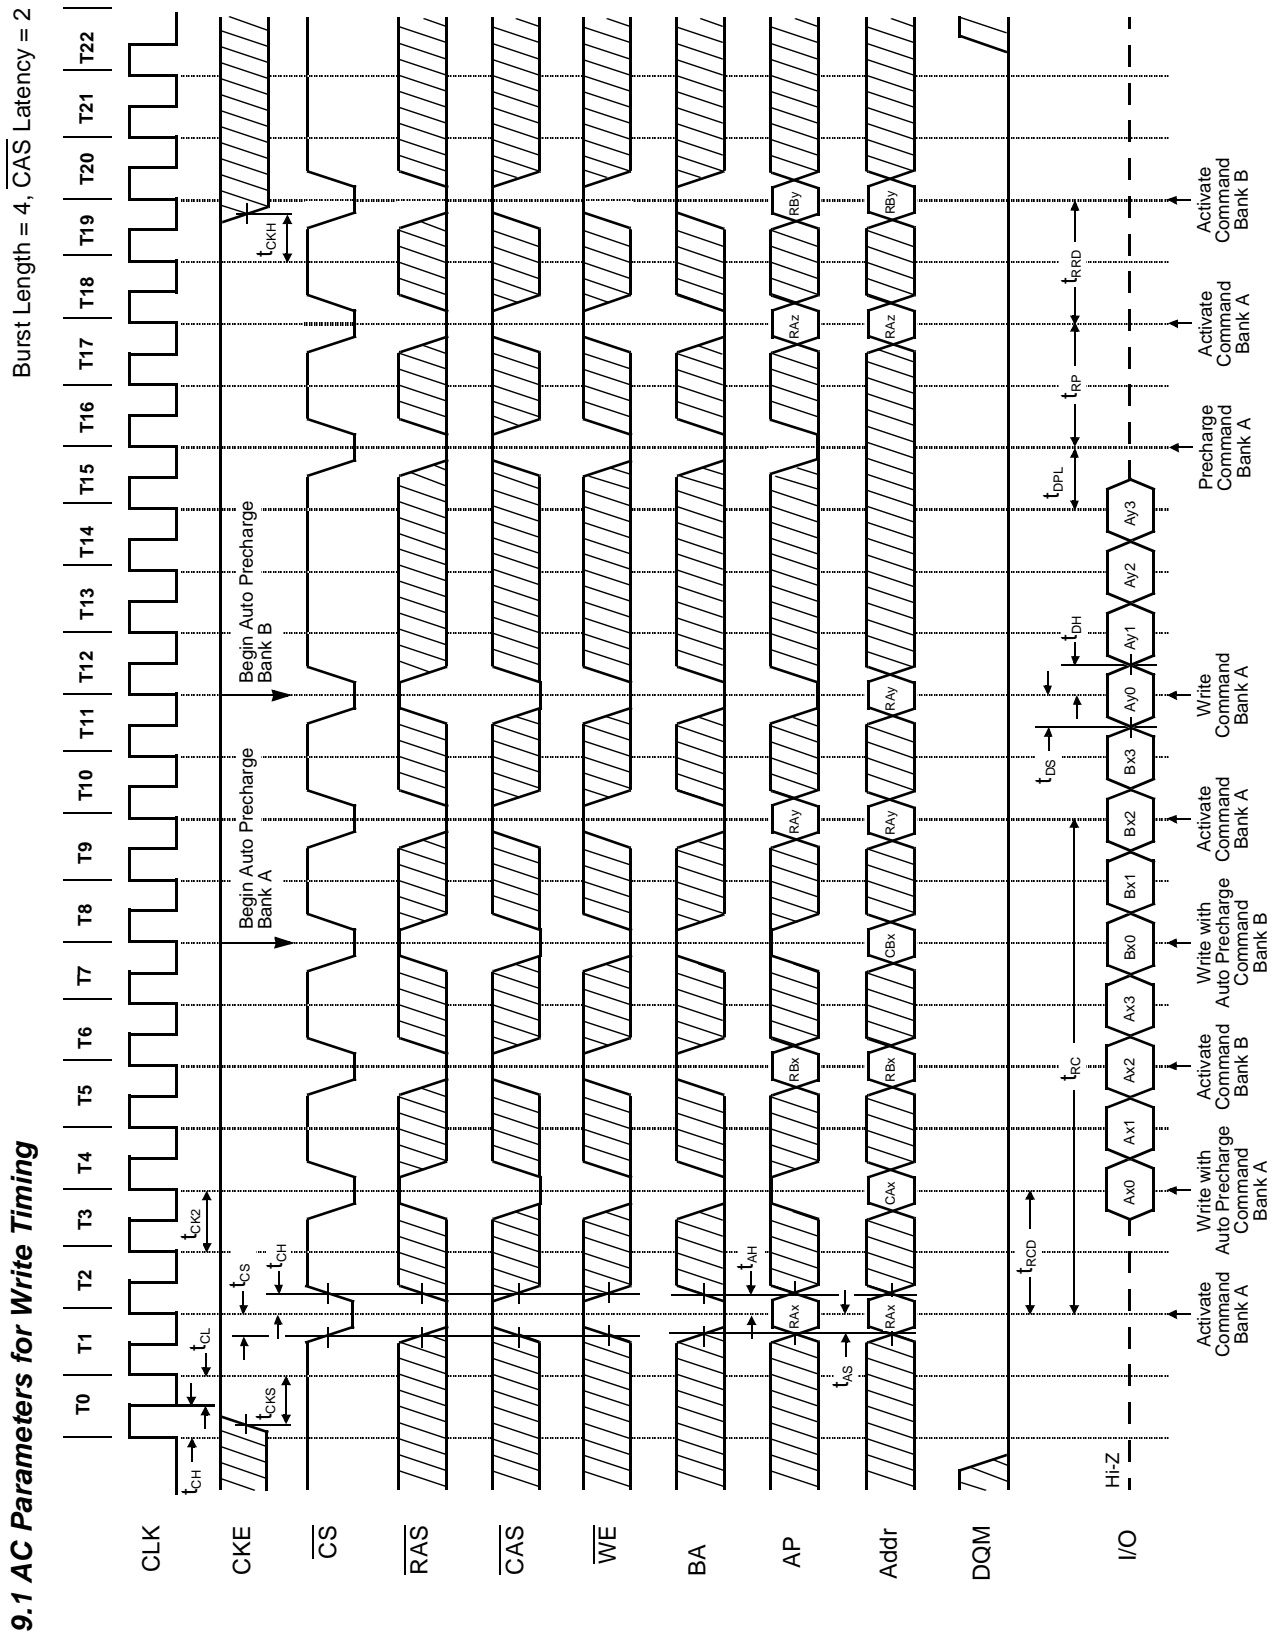 9.1 AC Parameters for Write Timing
Burst Length = 4, CAS Latency = 2
T0 T1 T2 T3 T4 T5 T6 T7 T8 T9 T10 T11 T12 T13 T14 T15 T16 T17 T18 T19 T20 T21 T22
CLK
tCH tCL tCK2
CKE
tCKS tCS tCH
Begin Auto Precharge
Bank A
Begin Auto Precharge
Bank B
tCKH
CS
RAS
CAS
WE
BA
tAH
AP
RAx RBx RAy RAz RBy
tAS
Addr
RAx CAx RBx CBx RAy RAy RAz RBy
DQM
tRCD
tDS tDH tDPL
tRC tRP tRRD
I/O
Hi-Z
Ax0 Ax1 Ax2 Ax3 Bx0 Bx1 Bx2 Bx3 Ay0 Ay1 Ay2 Ay3
Activate
Command
Bank A
Write with
Auto Precharge
Command
Bank A
Activate
Command
Bank B
Write with
Auto Precharge
Command
Bank B
Activate
Command
Bank A
Write
Command
Bank A
Precharge
Command
Bank A
Activate
Command
Bank A
Activate
Command
Bank B